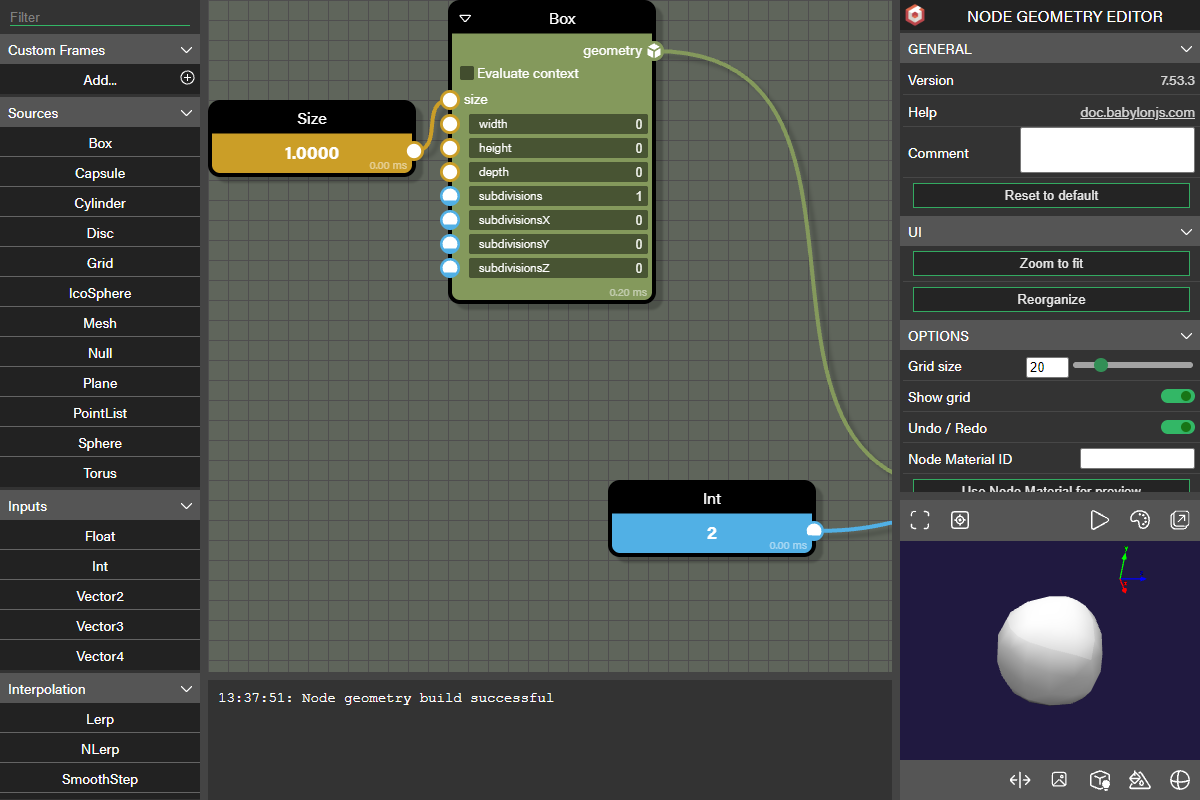 Filter
Custom Frames
Add...
Sources
Box
Capsule
Cylinder
Disc
Grid
IcoSphere
Mesh
Null
Plane
PointList
Sphere
Torus
Inputs
Float
Int
Vector2
Vector3
Vector4
Interpolation
Lerp
NLerp
SmoothStep
Size
1.0000
0.00 ms
Box
geometry
Evaluate context
size
width 0
height 0
depth 0
subdivisions 1
subdivisionsX 0
subdivisionsY 0
subdivisionsZ 0
0.20 ms
Int
2
0.00 ms
13:37:51: Node geometry build successful
NODE GEOMETRY EDITOR
GENERAL
Version 7.53.3
Help doc.babylonjs.com
Comment
Reset to default
UI
Zoom to fit
Reorganize
OPTIONS
Grid size 20
Show grid
Undo / Redo
Node Material ID
Use Node Material for preview
y